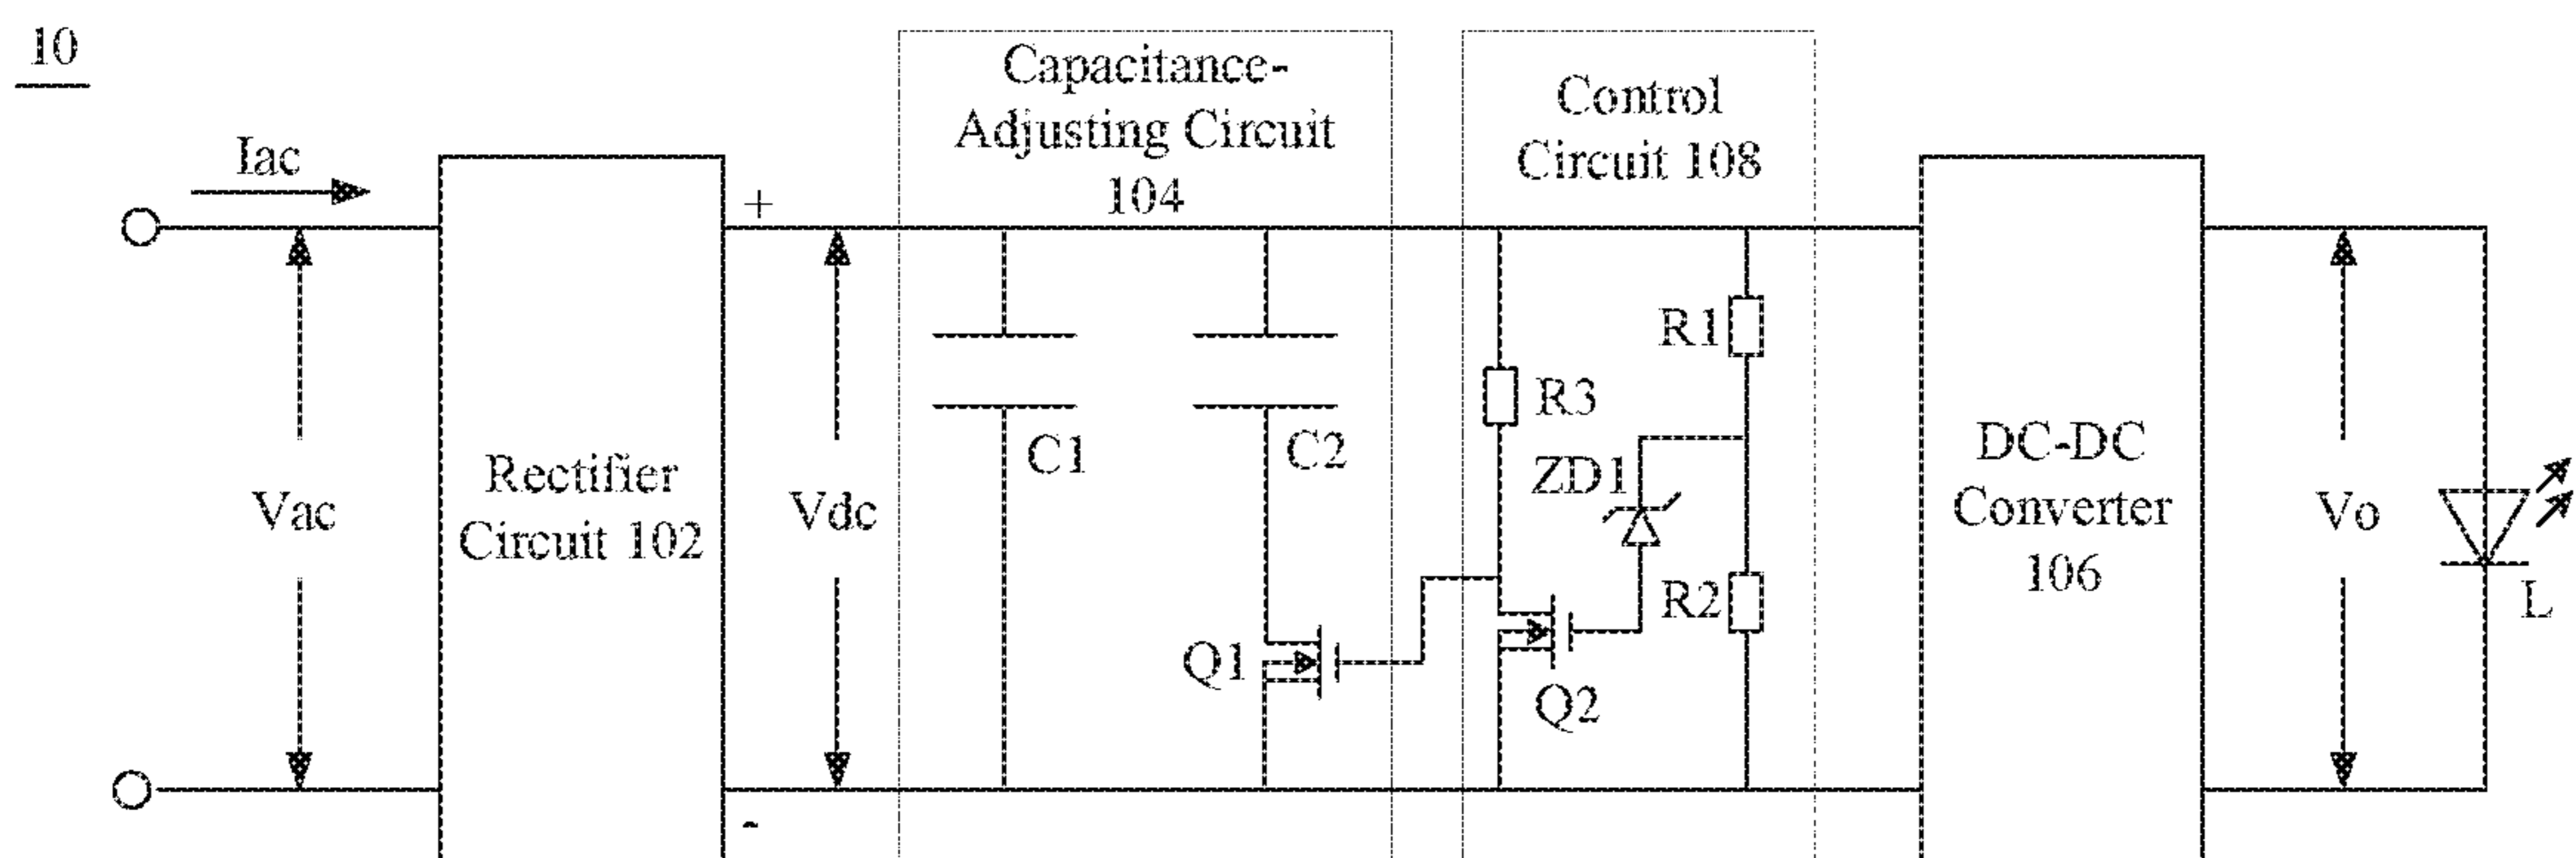 10
Iac
Vac
Rectifier
Circuit 102
+
Vdc
-
Capacitance-
Adjusting Circuit
104
C1
C2
Q1
Control
Circuit 108
R3
R1
ZD1
R2
Q2
DC-DC
Converter
106
Vo
L